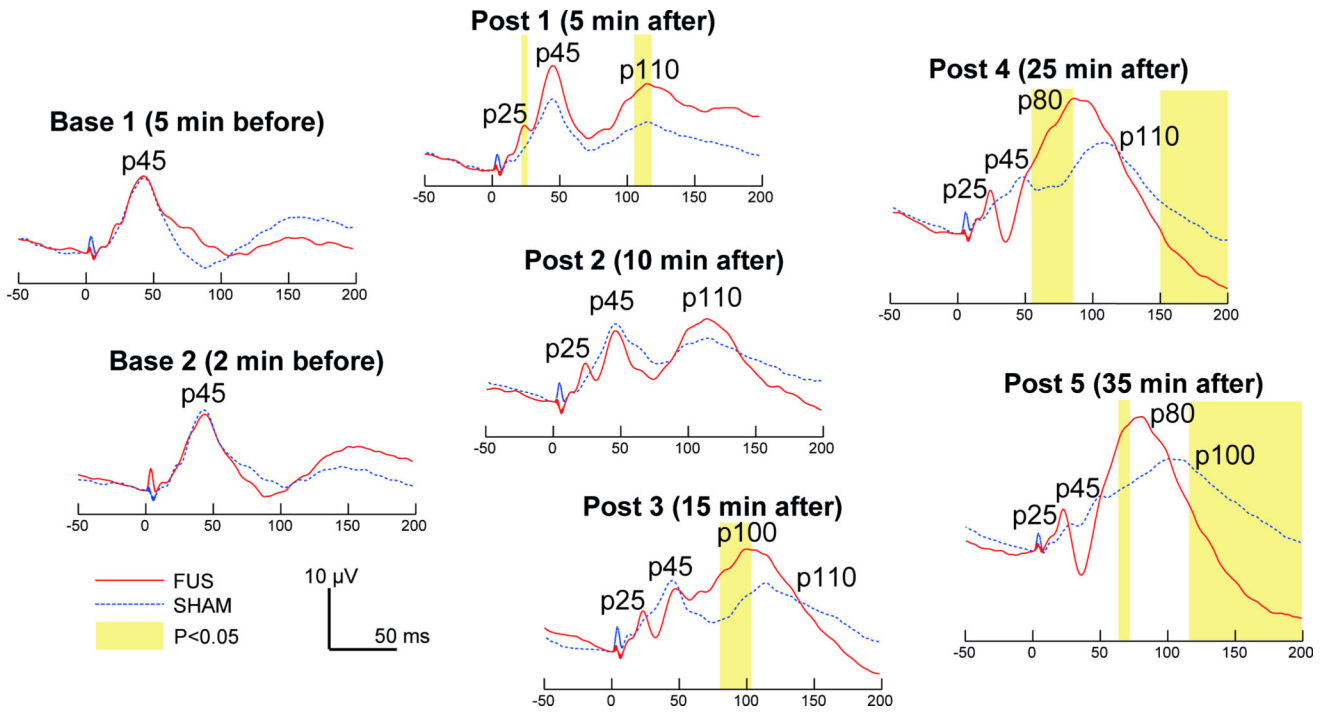 Base 1 (5 min before)
p45
-50 0 50 100 150 200
Base 2 (2 min before)
p45
-50 0 50 100 150 200
FUS
SHAM
P<0.05
10 µV
50 ms
Post 1 (5 min after)
p45
p110
p25
-50 0 50 100 150 200
Post 2 (10 min after)
p45 p110
p25
-50 0 50 100 150 200
Post 3 (15 min after)
p100
p45
p110
p25
-50 0 50 100 150 200
Post 4 (25 min after)
p80
p110
p45
p25
-50 0 50 100 150 200
Post 5 (35 min after)
p80
p100
p45
p25
-50 0 50 100 150 200